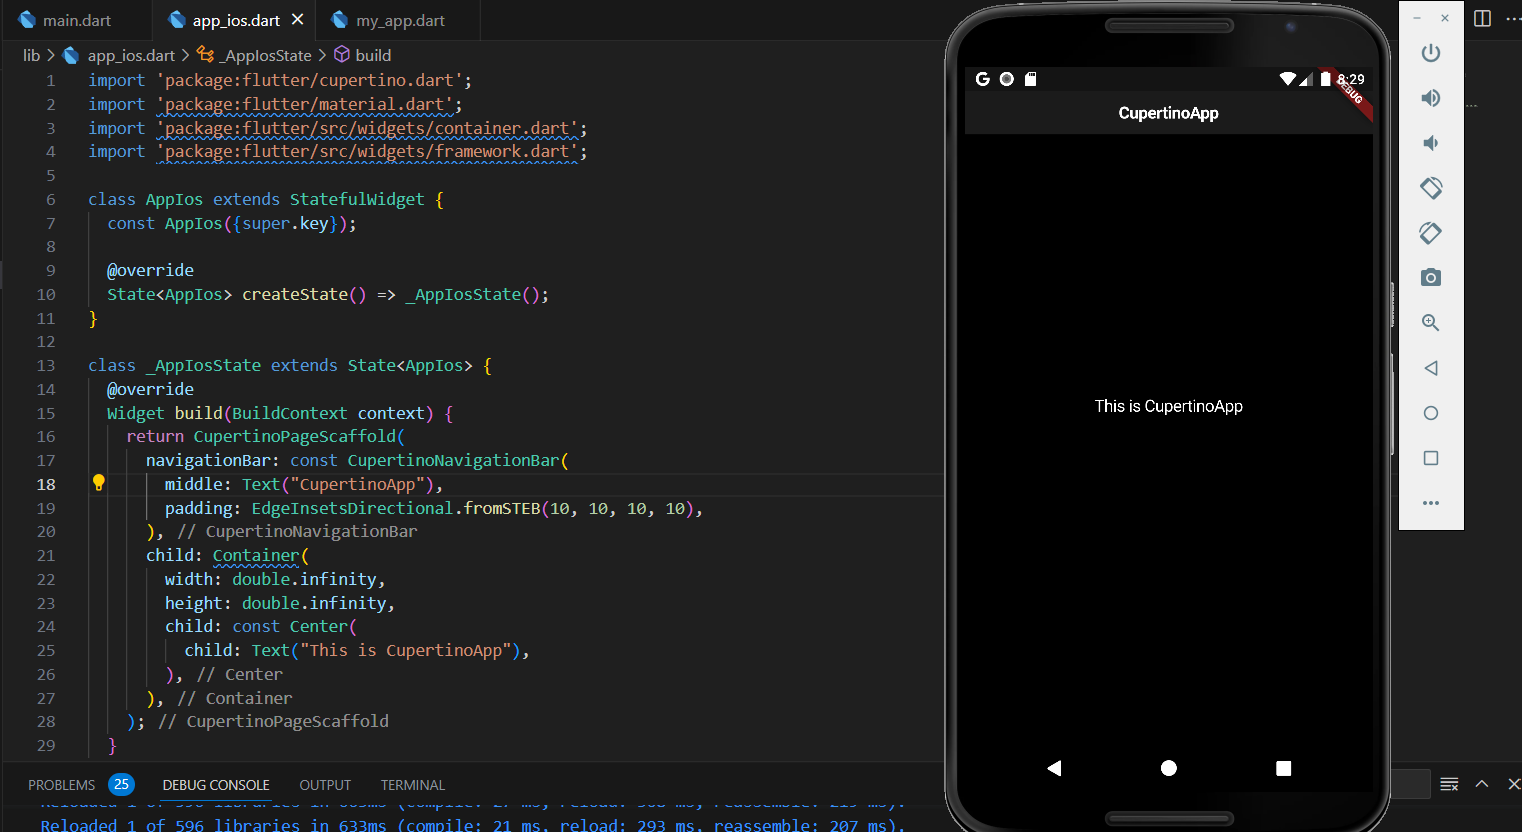 main.dart
app_ios.dart
my_app.dart
lib > app_ios.dart > _AppIosState > build
1 import 'package:flutter/cupertino.dart';
2 import 'package:flutter/material.dart';
3 import 'package:flutter/src/widgets/container.dart';
4 import 'package:flutter/src/widgets/framework.dart';
5
6 class AppIos extends StatefulWidget {
7 const AppIos({super.key});
8
9 @override
10 State<AppIos> createState() => _AppIosState();
11 }
12
13 class _AppIosState extends State<AppIos> {
14 @override
15 Widget build(BuildContext context) {
16 return CupertinoPageScaffold(
17 navigationBar: const CupertinoNavigationBar(
18 middle: Text("CupertinoApp"),
19 padding: EdgeInsetsDirectional.fromSTEB(10, 10, 10, 10),
20 ), // CupertinoNavigationBar
21 child: Container(
22 width: double.infinity,
23 height: double.infinity,
24 child: const Center(
25 child: Text("This is CupertinoApp"),
26 ), // Center
27 ), // Container
28 ); // CupertinoPageScaffold
29 }
PROBLEMS 25 DEBUG CONSOLE OUTPUT TERMINAL
Reloaded 1 of 596 libraries in
Reloaded 1 of 596 libraries in 633ms (compile: 21 ms, reload: 293 ms, reassemble: 207 ms).
G 8:29
DEBUG
CupertinoApp
This is CupertinoApp